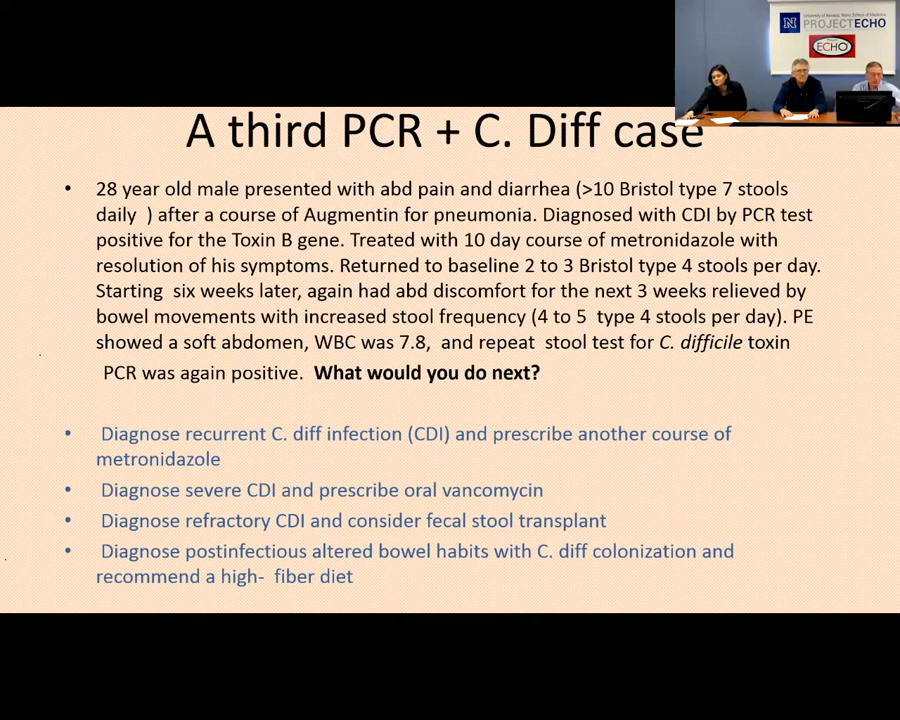 University of Nevada, Reno School of Medicine
N PROJECTECHO
Project
ECHO
A third PCR + C. Diff case
• 28 year old male presented with abd pain and diarrhea (>10 Bristol type 7 stools
daily ) after a course of Augmentin for pneumonia. Diagnosed with CDI by PCR test
positive for the Toxin B gene. Treated with 10 day course of metronidazole with
resolution of his symptoms. Returned to baseline 2 to 3 Bristol type 4 stools per day.
Starting six weeks later, again had abd discomfort for the next 3 weeks relieved by
bowel movements with increased stool frequency (4 to 5 type 4 stools per day). PE
showed a soft abdomen, WBC was 7.8, and repeat stool test for C. difficile toxin
PCR was again positive. What would you do next?
• Diagnose recurrent C. diff infection (CDI) and prescribe another course of
metronidazole
• Diagnose severe CDI and prescribe oral vancomycin
• Diagnose refractory CDI and consider fecal stool transplant
• Diagnose postinfectious altered bowel habits with C. diff colonization and
recommend a high- fiber diet